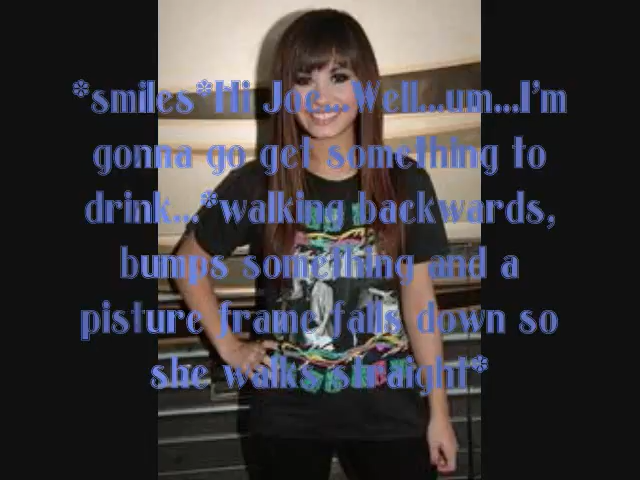 *smiles*Hi Joe...Well...um...I'm
gonna go get something to
drink...*walking backwards,
bumps something and a
pisture frame falls down so
she walks straight*